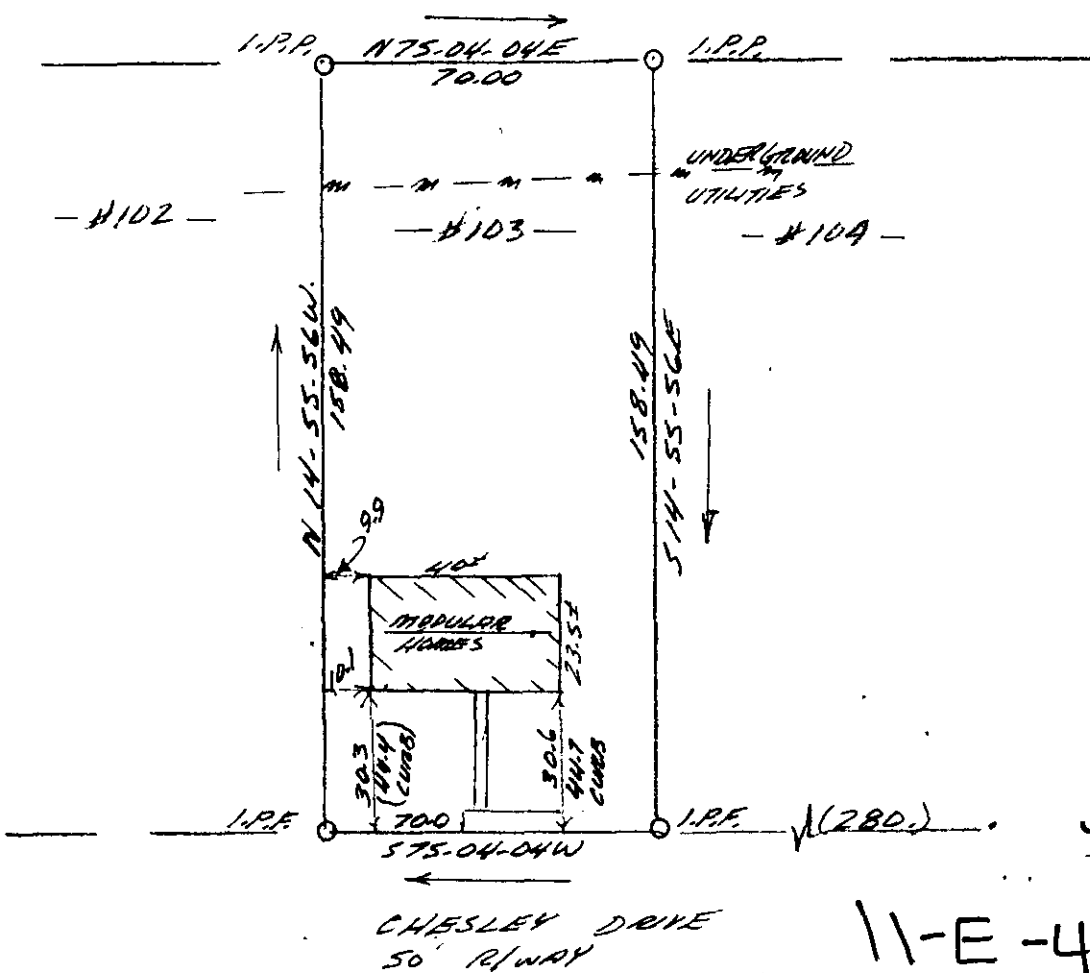 I.P.P. N75-04-04E I.P.P.
70.00
UNDERGROUND
UTILITIES
m m m m m m
- #102 - - #103 - - #104 -
N 14-55-56W.
158.49
158.49
S14-55-56E
9.9
40±
MODULAR
HOMES
23.5±
10.1
30.3
(44.4)
CURB
30.6
44.7
CURB
I.P.F. 70.0 I.P.F. (280.)
S75-04-04W
CHESLEY DRIVE
50' R/WAY
11-E-4